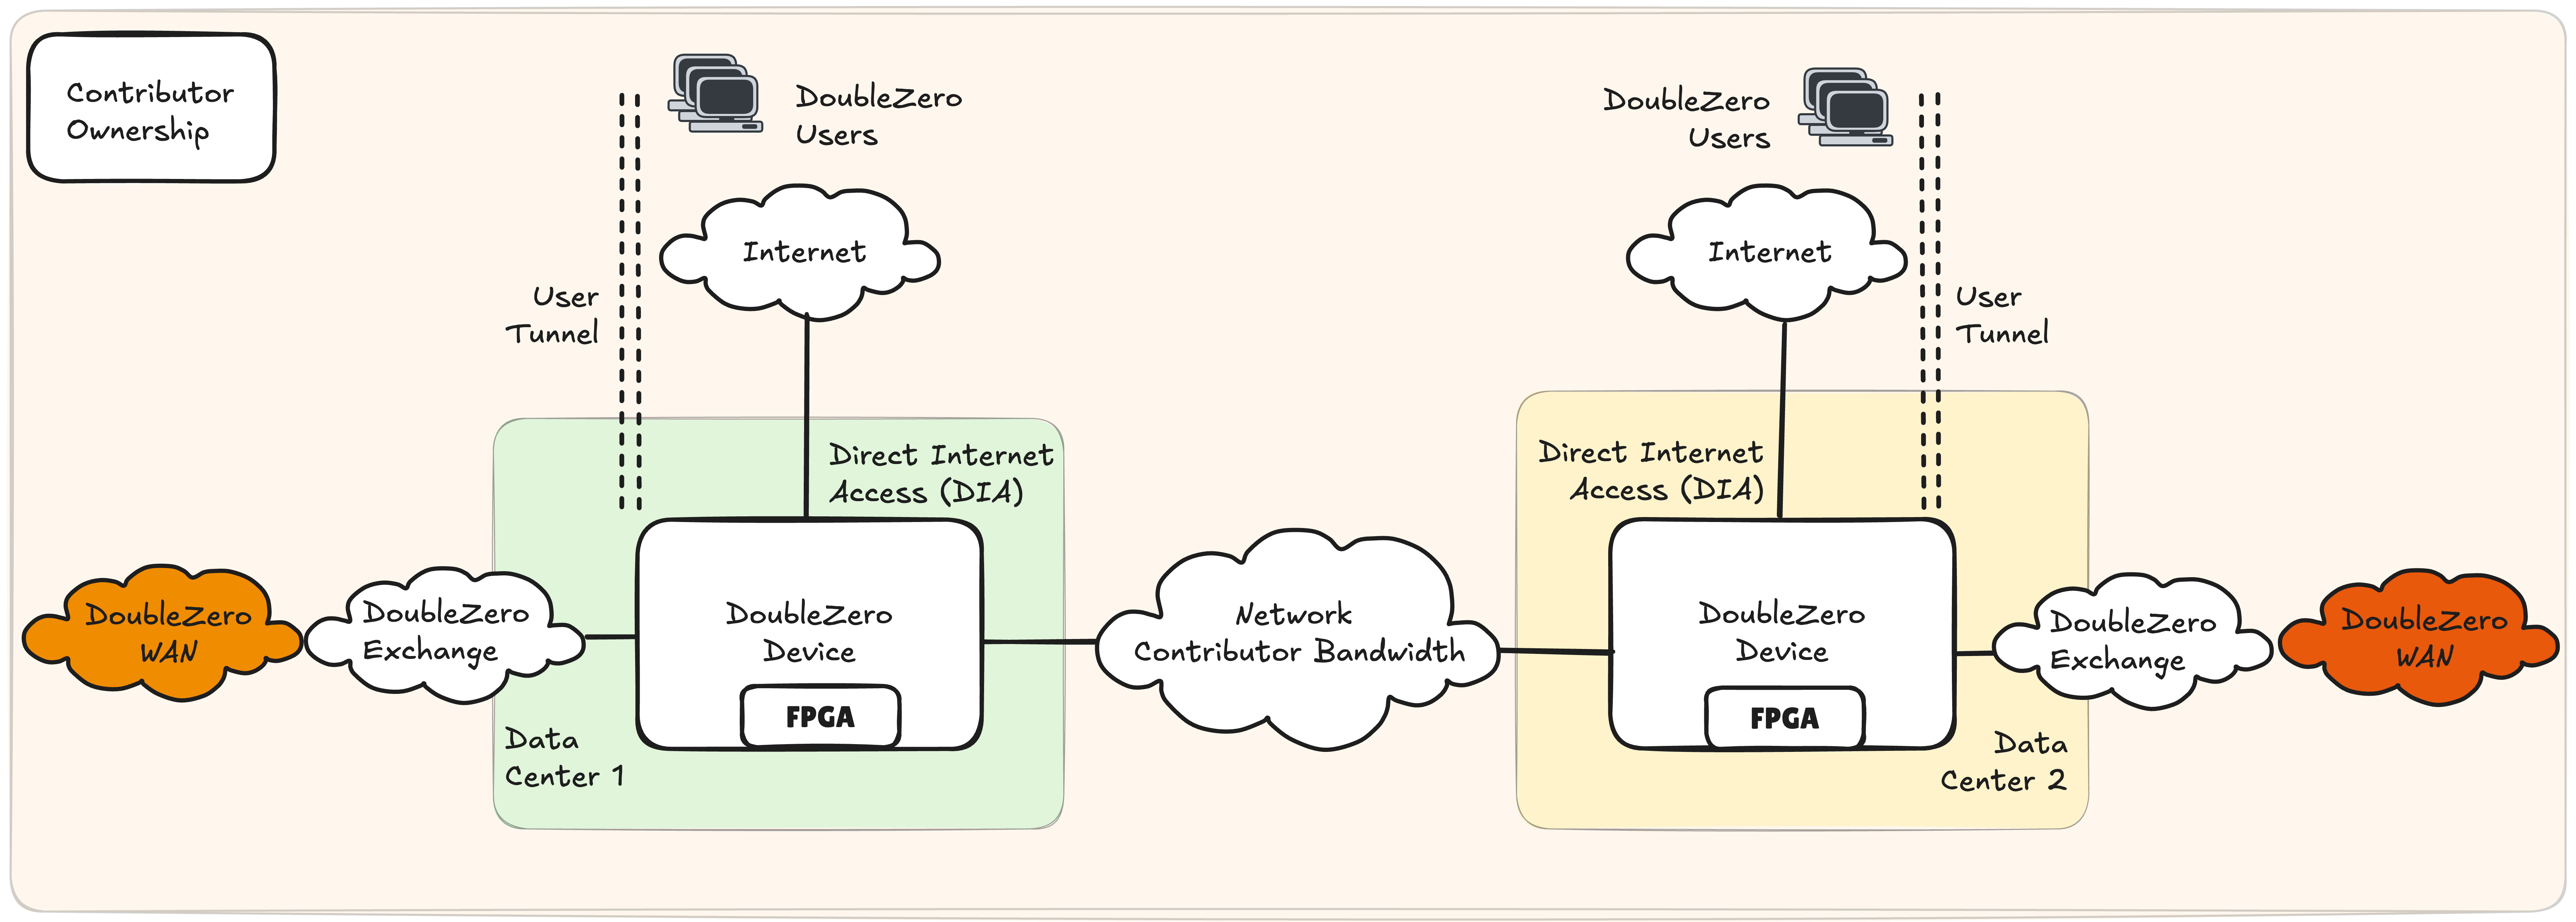 Contributor
Ownership
DoubleZero
Users
DoubleZero
Users
Internet
Internet
User
Tunnel
User
Tunnel
Direct Internet
Access (DIA)
Direct Internet
Access (DIA)
DoubleZero
WAN
DoubleZero
Exchange
DoubleZero
Device
FPGA
Network
Contributor Bandwidth
DoubleZero
Device
FPGA
DoubleZero
Exchange
DoubleZero
WAN
Data
Center 1
Data
Center 2